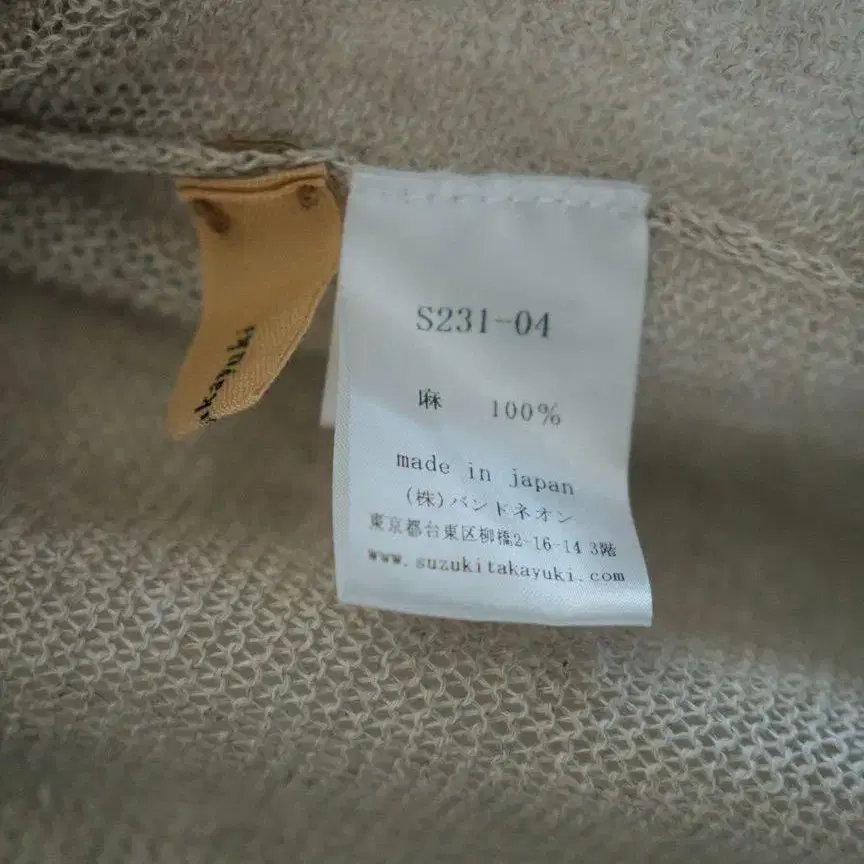 S231-04
麻 100%
made in japan
(株)バンドネオン
東京都台東区柳橋2-16-14 3階
www.suzukitakayuki.com
akayuki